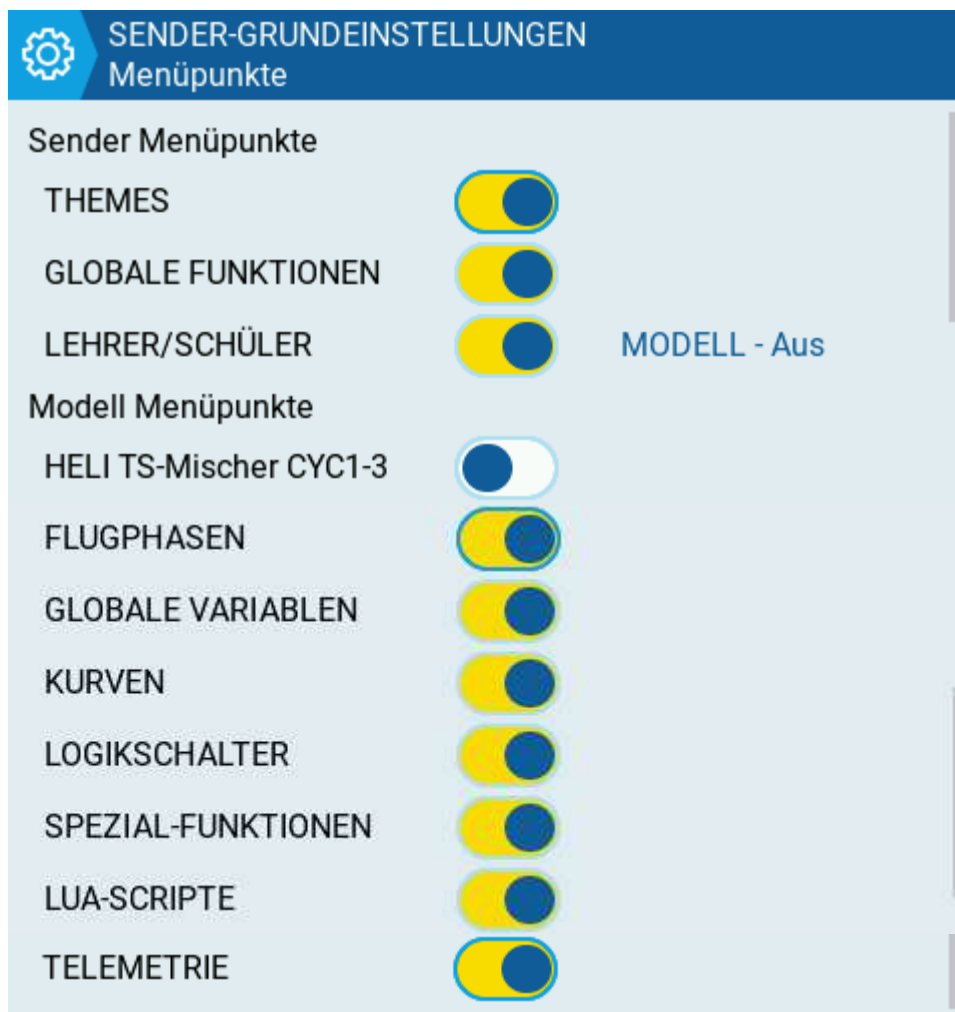 SENDER-GRUNDEINSTELLUNGEN
Menüpunkte
Sender Menüpunkte
THEMES
GLOBALE FUNKTIONEN
LEHRER/SCHÜLER MODELL - Aus
Modell Menüpunkte
HELI TS-Mischer CYC1-3
FLUGPHASEN
GLOBALE VARIABLEN
KURVEN
LOGIKSCHALTER
SPEZIAL-FUNKTIONEN
LUA-SCRIPTE
TELEMETRIE